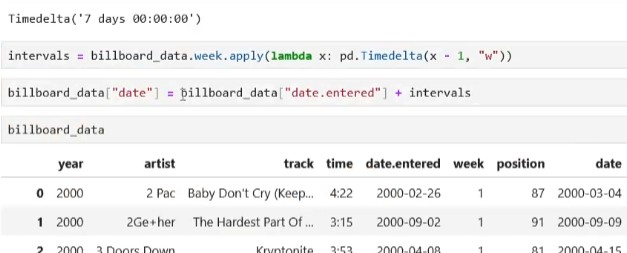 Timedelta('7 days 00:00:00')
intervals = billboard_data.week.apply(lambda x: pd.Timedelta(x - 1, "w"))
billboard_data["date"] = billboard_data["date.entered"] + intervals
billboard_data
year artist track time date.entered week position date
0 2000 2 Pac Baby Don't Cry (Keep... 4:22 2000-02-26 1 87 2000-03-04
1 2000 2Ge+her The Hardest Part Of ... 3:15 2000-09-02 1 91 2000-09-09
2 2000 3 Doors Down Kryptonite 3:53 2000-04-08 1 81 2000-04-15